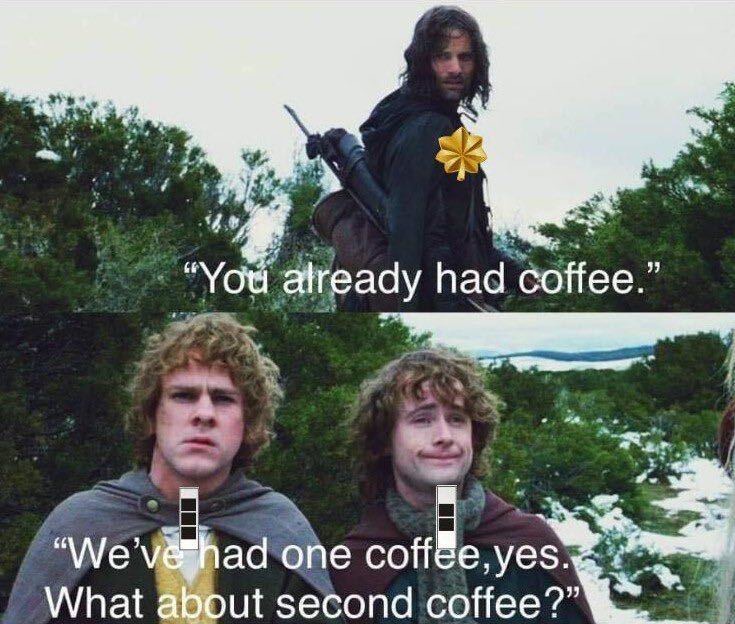 “You already had coffee.”
“We’ve had one coffee,yes.
What about second coffee?”